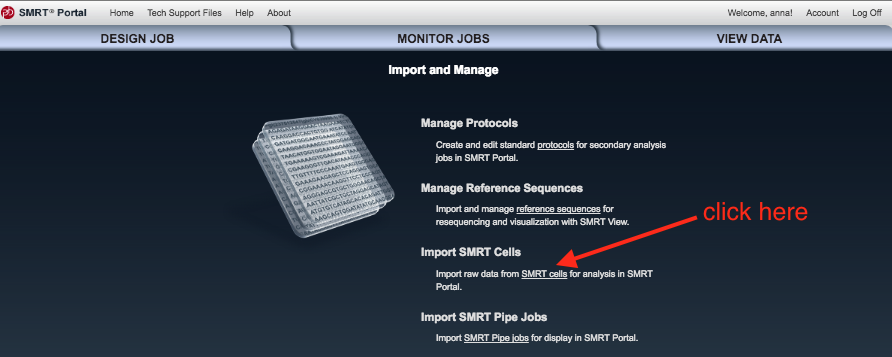 SMRT® Portal Home Tech Support Files Help About Welcome, anna! Account Log Off
DESIGN JOB MONITOR JOBS VIEW DATA
Import and Manage
Manage Protocols
Create and edit standard protocols for secondary analysis
jobs in SMRT Portal.
Manage Reference Sequences
Import and manage reference sequences for
resequencing and visualization with SMRT View.
click here
Import SMRT Cells
Import raw data from SMRT cells for analysis in SMRT
Portal.
Import SMRT Pipe Jobs
Import SMRT Pipe jobs for display in SMRT Portal.